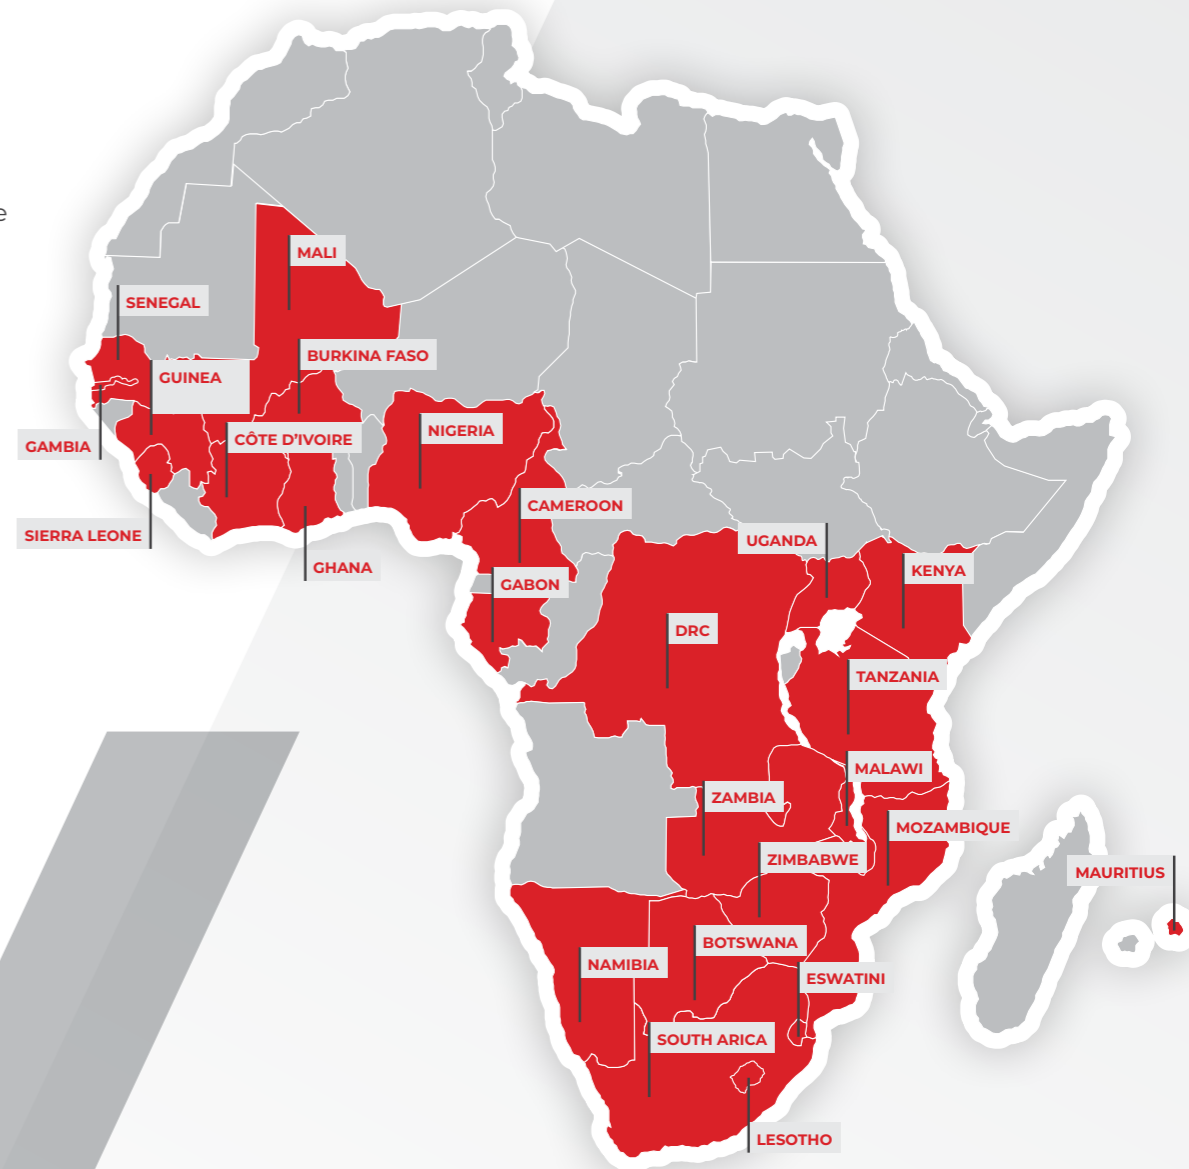 e
MALI
SENEGAL
BURKINA FASO
GUINEA
NIGERIA
CÔTE D'IVOIRE
GAMBIA
CAMEROON
SIERRA LEONE
UGANDA
GHANA
KENYA
GABON
DRC
TANZANIA
MALAWI
ZAMBIA
MOZAMBIQUE
ZIMBABWE
MAURITIUS
BOTSWANA
NAMIBIA
ESWATINI
SOUTH ARICA
LESOTHO